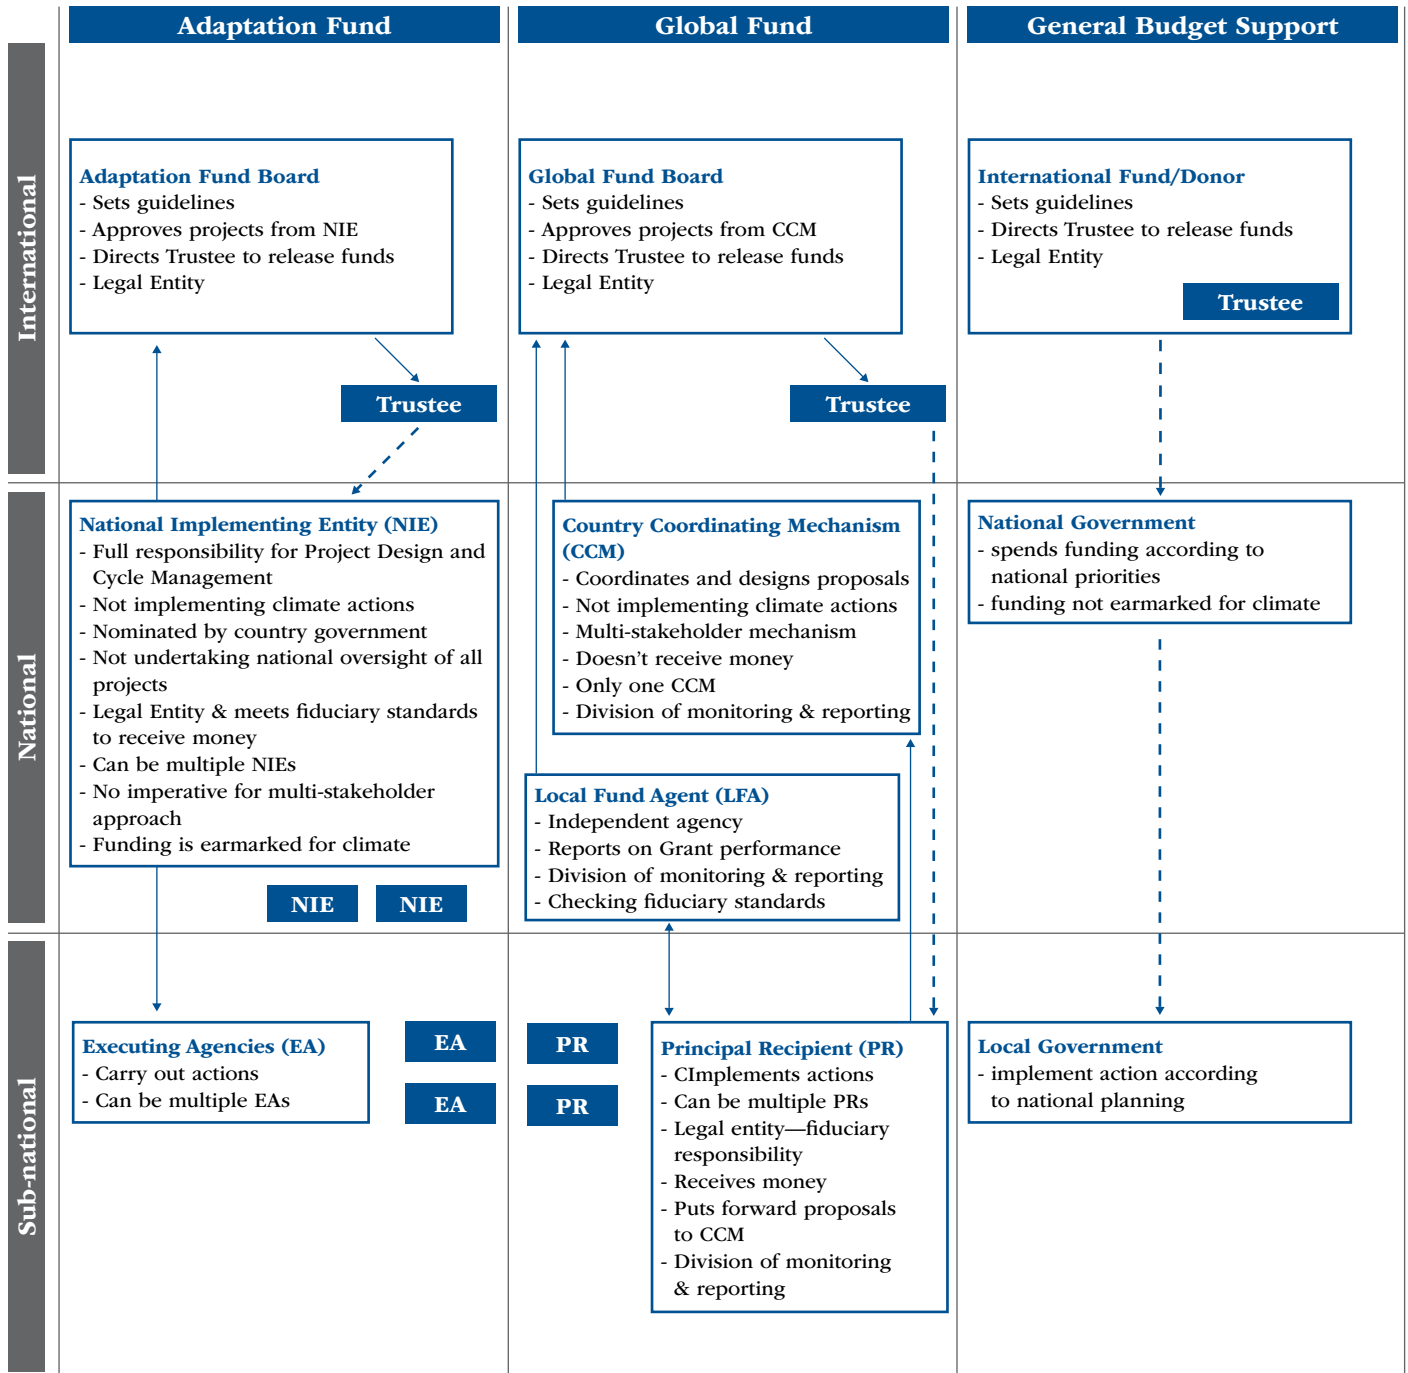 Adaptation Fund
Global Fund
General Budget Support
International
Adaptation Fund Board
- Sets guidelines
- Approves projects from NIE
- Directs Trustee to release funds
- Legal Entity
Trustee
Global Fund Board
- Sets guidelines
- Approves projects from CCM
- Directs Trustee to release funds
- Legal Entity
Trustee
International Fund/Donor
- Sets guidelines
- Directs Trustee to release funds
- Legal Entity
Trustee
National
National Implementing Entity (NIE)
- Full responsibility for Project Design and
Cycle Management
- Not implementing climate actions
- Nominated by country government
- Not undertaking national oversight of all
projects
- Legal Entity & meets fiduciary standards
to receive money
- Can be multiple NIEs
- No imperative for multi-stakeholder
approach
- Funding is earmarked for climate
NIE
NIE
Country Coordinating Mechanism
(CCM)
- Coordinates and designs proposals
- Not implementing climate actions
- Multi-stakeholder mechanism
- Doesn't receive money
- Only one CCM
- Division of monitoring & reporting
Local Fund Agent (LFA)
- Independent agency
- Reports on Grant performance
- Division of monitoring & reporting
- Checking fiduciary standards
National Government
- spends funding according to
national priorities
- funding not earmarked for climate
Sub-national
Executing Agencies (EA)
- Carry out actions
- Can be multiple EAs
EA
EA
PR
PR
Principal Recipient (PR)
- CImplements actions
- Can be multiple PRs
- Legal entity—fiduciary
responsibility
- Receives money
- Puts forward proposals
to CCM
- Division of monitoring
& reporting
Local Government
- implement action according
to national planning